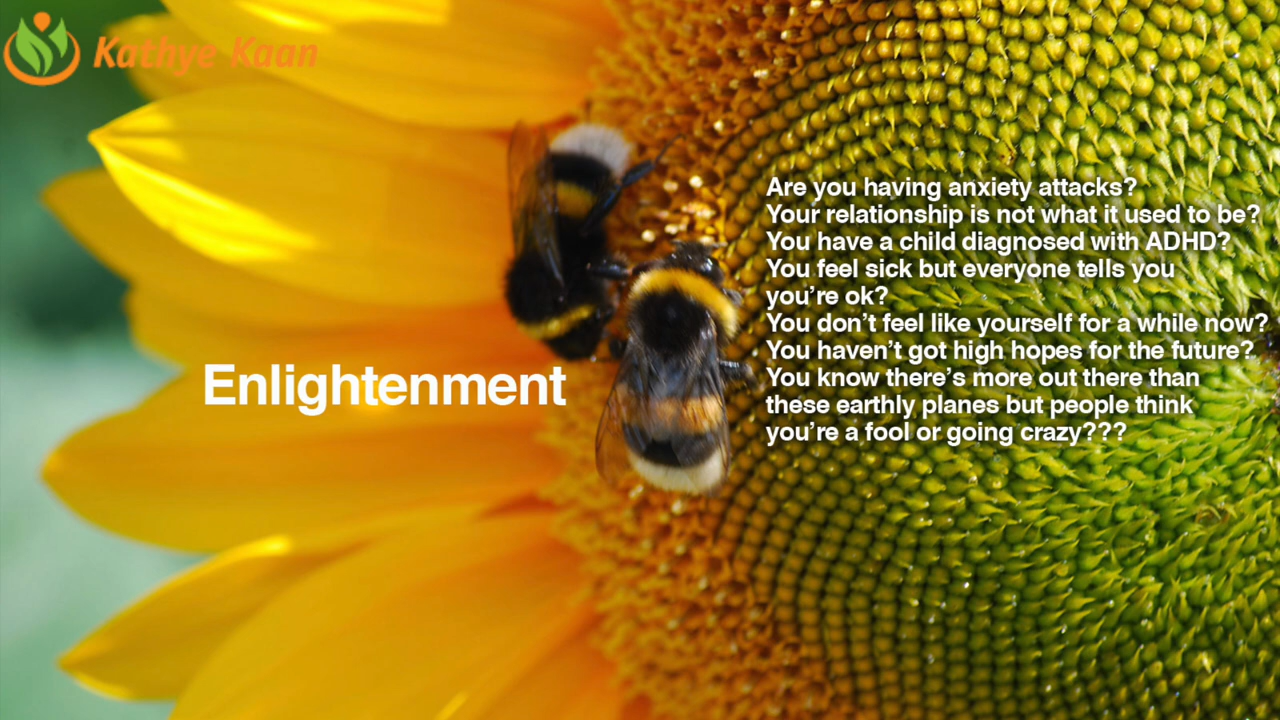 Kathye Kaan
Enlightenment
Are you having anxiety attacks?
Your relationship is not what it used to be?
You have a child diagnosed with ADHD?
You feel sick but everyone tells you
you’re ok?
You don’t feel like yourself for a while now?
You haven’t got high hopes for the future?
You know there’s more out there than
these earthly planes but people think
you’re a fool or going crazy???